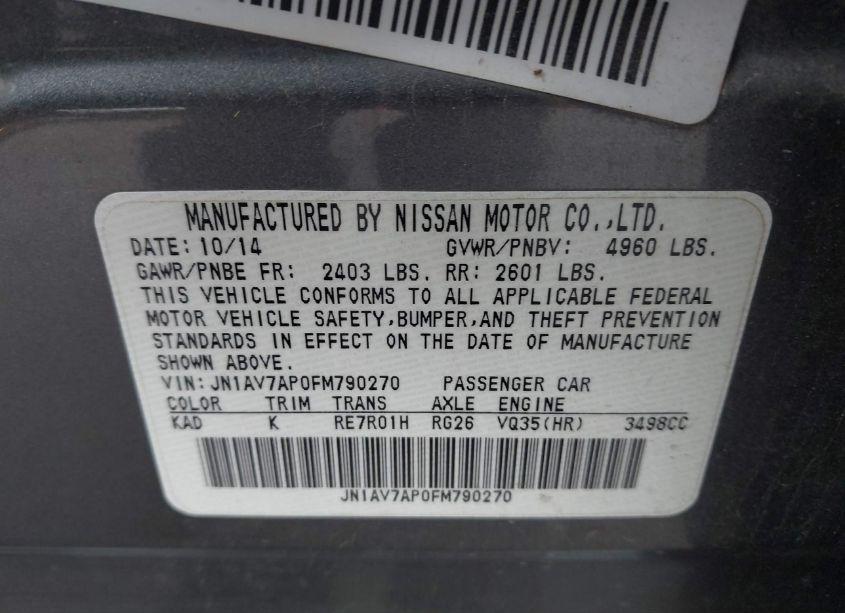 MANUFACTURED BY NISSAN MOTOR CO.,LTD.
DATE: 10/14 GVWR/PNBV: 4960 LBS.
GAWR/PNBE FR: 2403 LBS. RR: 2601 LBS.
THIS VEHICLE CONFORMS TO ALL APPLICABLE FEDERAL
MOTOR VEHICLE SAFETY,BUMPER,AND THEFT PREVENTION
STANDARDS IN EFFECT ON THE DATE OF MANUFACTURE
SHOWN ABOVE.
VIN:JN1AV7AP0FM790270 PASSENGER CAR
COLOR TRIM TRANS AXLE ENGINE
KAD K RE7R01H RG26 VQ35(HR) 3498CC
JN1AV7AP0FM790270